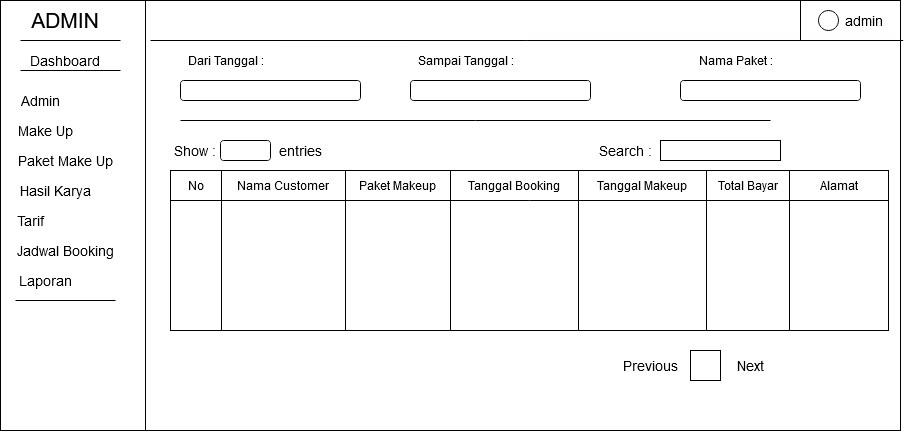 ADMIN
admin
Dashboard
Admin
Make Up
Paket Make Up
Hasil Karya
Tarif
Jadwal Booking
Laporan
Dari Tanggal : Sampai Tanggal : Nama Paket :
Show : entries Search :
No Nama Customer Paket Makeup Tanggal Booking Tanggal Makeup Total Bayar Alamat
Previous Next